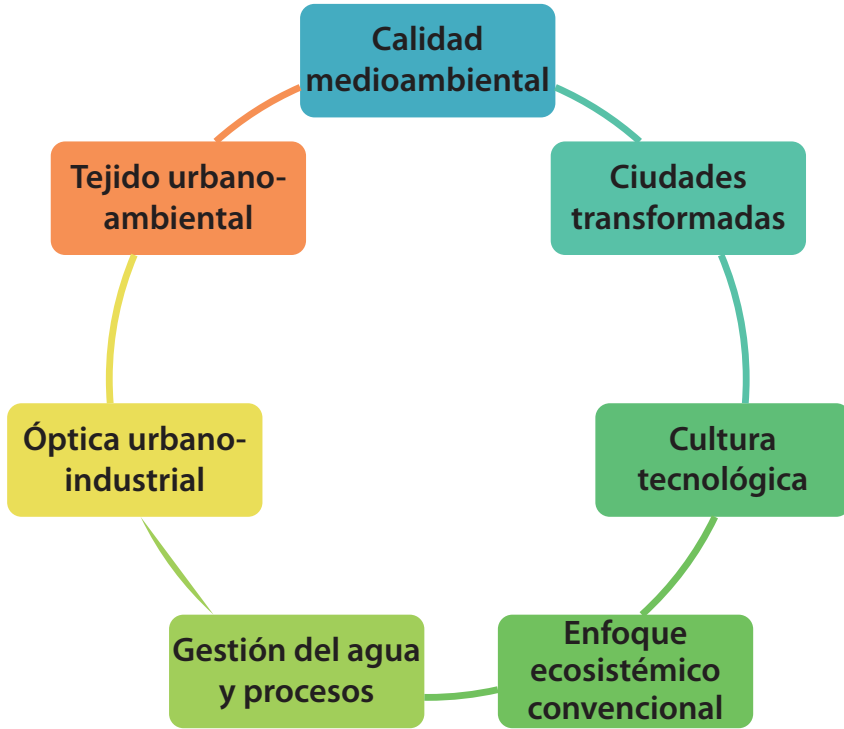 Calidad
medioambiental
Ciudades
transformadas
Cultura
tecnológica
Enfoque
ecosistémico
convencional
Gestión del agua
y procesos
Óptica urbano-
industrial
Tejido urbano-
ambiental